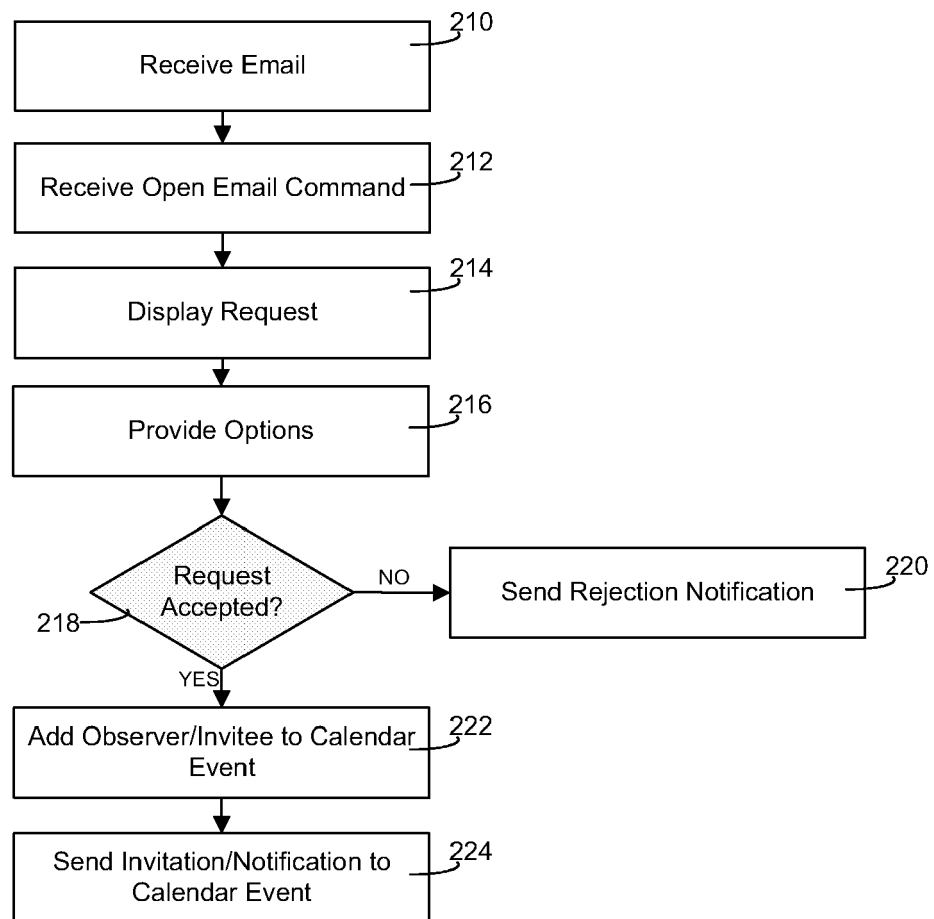 210
Receive Email
212
Receive Open Email Command
214
Display Request
216
Provide Options
Request
Accepted?
218
NO
220
Send Rejection Notification
YES
222
Add Observer/Invitee to Calendar
Event
224
Send Invitation/Notification to
Calendar Event